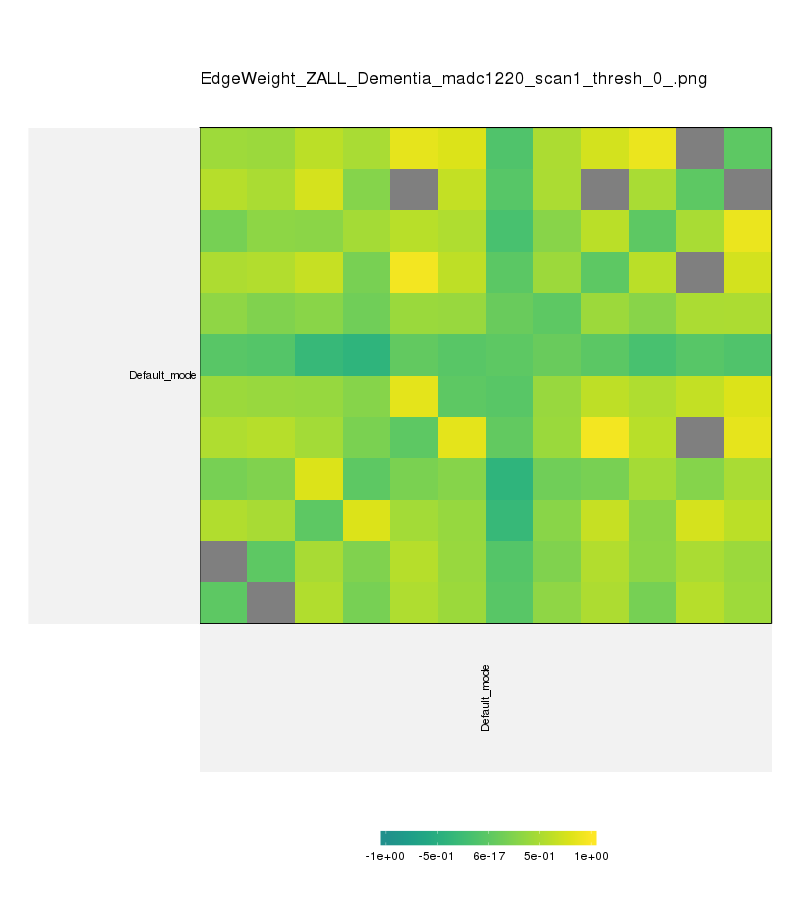 EdgeWeight_ZALL_Dementia_madc1220_scan1_thresh_0_.png
Default_mode
Default_mode
-1e+00 -5e-01 6e-17 5e-01 1e+00